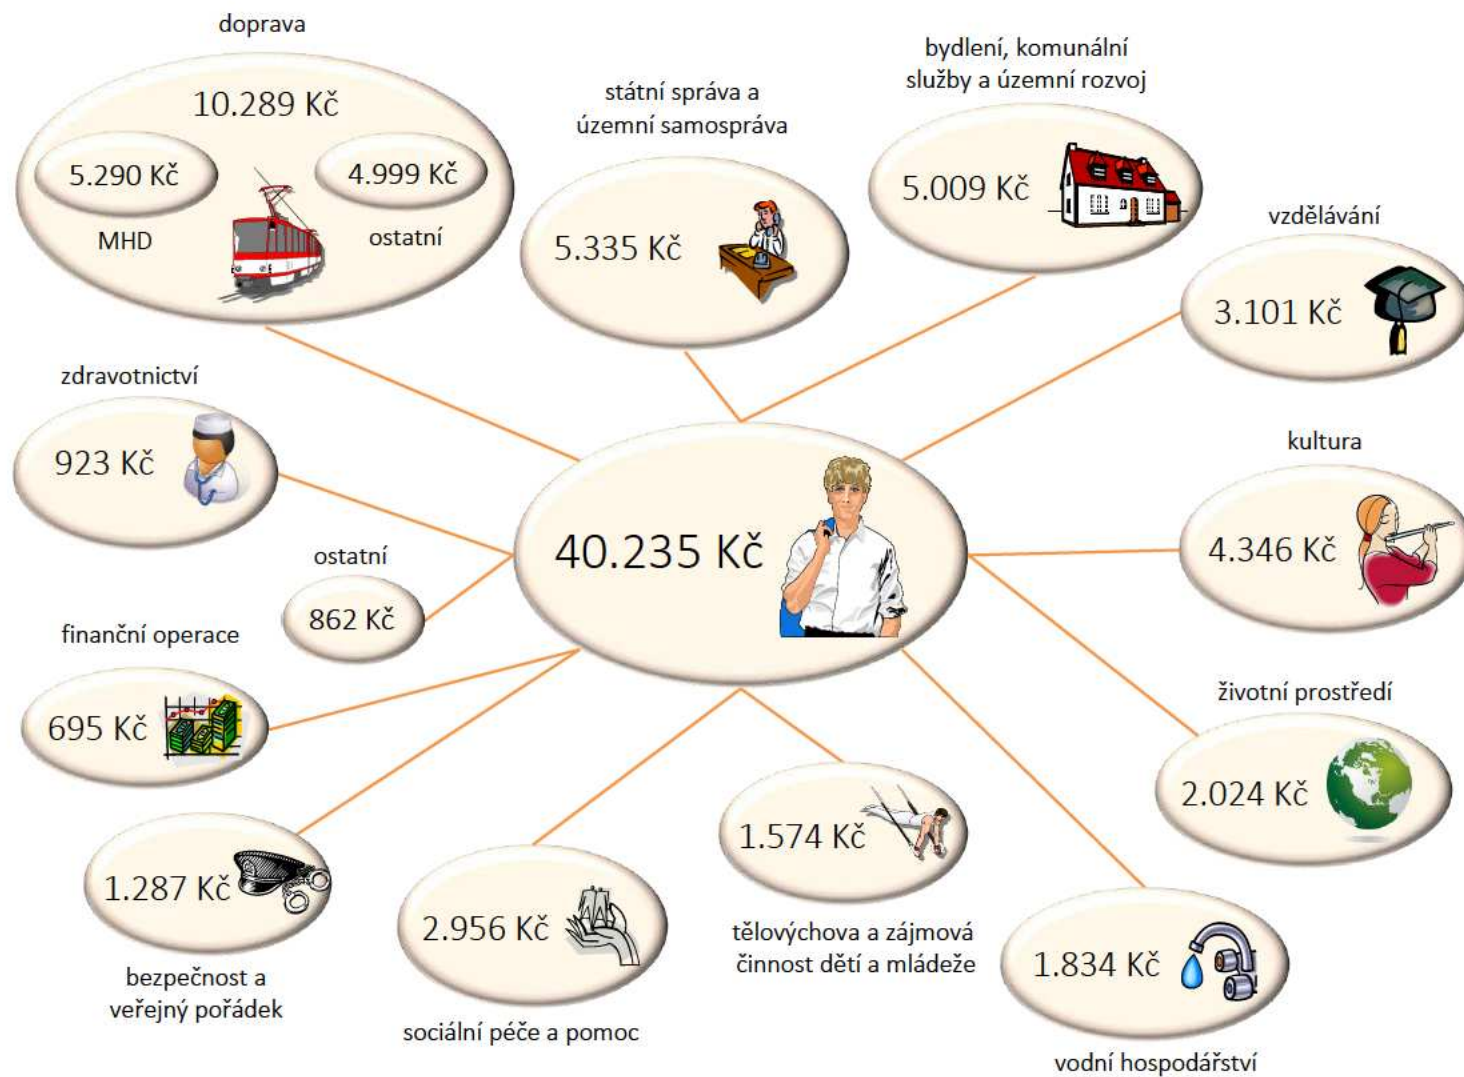 doprava
10.289 Kč
5.290 Kč
4.999 Kč
MHD
ostatní
státní správa a
územní samospráva
5.335 Kč
bydlení, komunální
služby a územní rozvoj
5.009 Kč
vzdělávání
3.101 Kč
zdravotnictví
923 Kč
kultura
4.346 Kč
40.235 Kč
ostatní
862 Kč
finanční operace
695 Kč
životní prostředí
2.024 Kč
1.287 Kč
bezpečnost a
veřejný pořádek
2.956 Kč
sociální péče a pomoc
1.574 Kč
tělovýchova a zájmová
činnost dětí a mládeže
1.834 Kč
vodní hospodářství